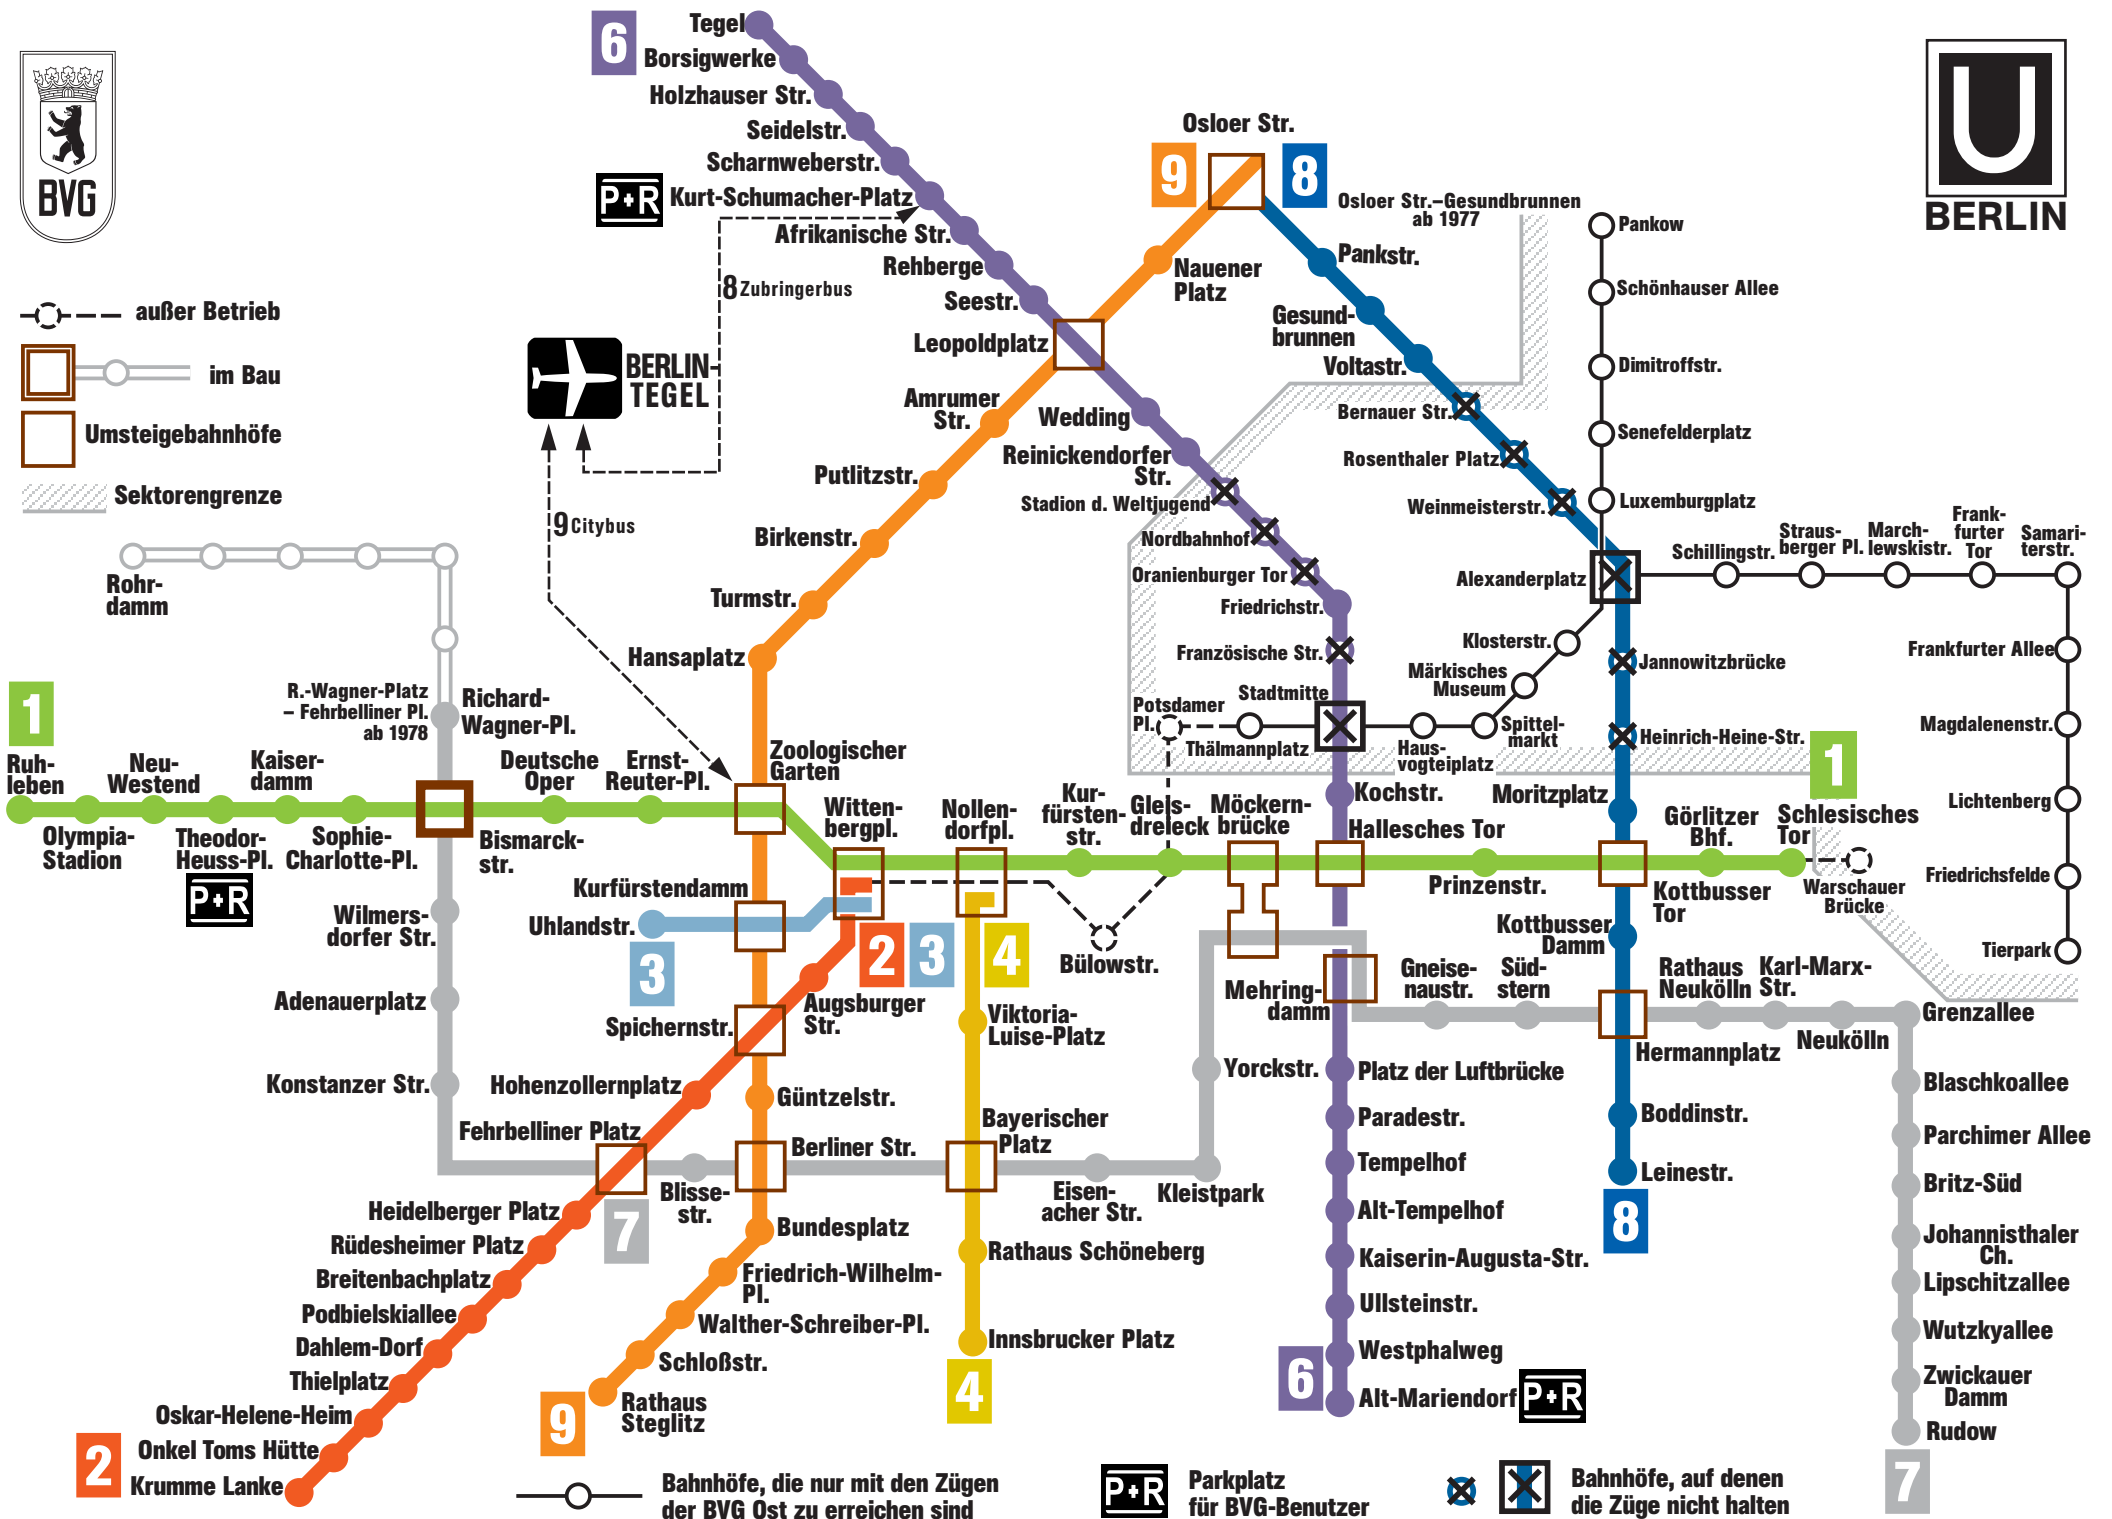 BVG
U
BERLIN
außer Betrieb
im Bau
Umsteigebahnhöfe
Sektorengrenze
6
Tegel
Borsigwerke
Holzhauser Str.
Seidelstr.
Scharnweberstr.
P+R
Kurt-Schumacher-Platz
Afrikanische Str.
Rehberge
Seestr.
Leopoldplatz
8 Zubringerbus
BERLIN-
TEGEL
9 Citybus
Osloer Str.
9
8
Osloer Str.–Gesundbrunnen
ab 1977
Nauener
Platz
Pankstr.
Gesund-
brunnen
Voltastr.
Bernauer Str.
Rosenthaler Platz
Weinmeisterstr.
Alexanderplatz
Pankow
Schönhauser Allee
Dimitroffstr.
Senefelderplatz
Luxemburgplatz
Schillingstr.
Straus-
berger Pl.
March-
lewskistr.
Frank-
furter
Tor
Samari-
terstr.
Frankfurter Allee
Magdalenenstr.
Lichtenberg
Friedrichsfelde
Tierpark
Amrumer
Str.
Putlitzstr.
Birkenstr.
Turmstr.
Hansaplatz
Wedding
Reinickendorfer
Str.
Stadion d. Weltjugend
Nordbahnhof
Oranienburger Tor
Friedrichstr.
Französische Str.
Stadtmitte
Potsdamer
Pl.
Thälmannplatz
Haus-
vogteiplatz
Spittel-
markt
Märkisches
Museum
Klosterstr.
Jannowitzbrücke
Heinrich-Heine-Str.
Rohr-
damm
R.-Wagner-Platz
– Fehrbelliner Pl.
ab 1978
Richard-
Wagner-Pl.
1
Ruh-
leben
Olympia-
Stadion
Neu-
Westend
Theodor-
Heuss-Pl.
P+R
Kaiser-
damm
Sophie-
Charlotte-Pl.
Bismarck-
str.
Deutsche
Oper
Ernst-
Reuter-Pl.
Zoologischer
Garten
Witten-
bergpl.
Nollen-
dorfpl.
Kur-
fürsten-
str.
Gleis-
dreieck
Möckern-
brücke
Kochstr.
Hallesches Tor
Prinzenstr.
Moritzplatz
Kottbusser
Tor
Görlitzer
Bhf.
1
Schlesisches
Tor
Warschauer
Brücke
Kurfürstendamm
Uhlandstr.
3
2
3
4
Bülowstr.
Wilmers-
dorfer Str.
Adenauerplatz
Konstanzer Str.
Fehrbelliner Platz
7
Blisse-
str.
Berliner Str.
Bayerischer
Platz
Eisen-
acher Str.
Kleistpark
Yorckstr.
Mehring-
damm
Gneise-
naustr.
Süd-
stern
Kottbusser
Damm
Hermannplatz
Rathaus
Neukölln
Karl-Marx-
Str.
Neukölln
Grenzallee
Blaschkoallee
Parchimer Allee
Britz-Süd
Johannisthaler
Ch.
Lipschitzallee
Wutzkyallee
Zwickauer
Damm
Rudow
7
Boddinstr.
Leinestr.
8
Augsburger
Str.
Spichernstr.
Hohenzollernplatz
Güntzelstr.
Heidelberger Platz
Rüdesheimer Platz
Breitenbachplatz
Podbielskiallee
Dahlem-Dorf
Thielplatz
Oskar-Helene-Heim
Onkel Toms Hütte
Krumme Lanke
2
Bundesplatz
Friedrich-Wilhelm-
Pl.
Walther-Schreiber-Pl.
Schloßstr.
Rathaus
Steglitz
9
Viktoria-
Luise-Platz
Rathaus Schöneberg
Innsbrucker Platz
4
Platz der Luftbrücke
Paradestr.
Tempelhof
Alt-Tempelhof
Kaiserin-Augusta-Str.
Ullsteinstr.
Westphalweg
Alt-Mariendorf
6
P+R
Bahnhöfe, die nur mit den Zügen
der BVG Ost zu erreichen sind
P+R
Parkplatz
für BVG-Benutzer
Bahnhöfe, auf denen
die Züge nicht halten